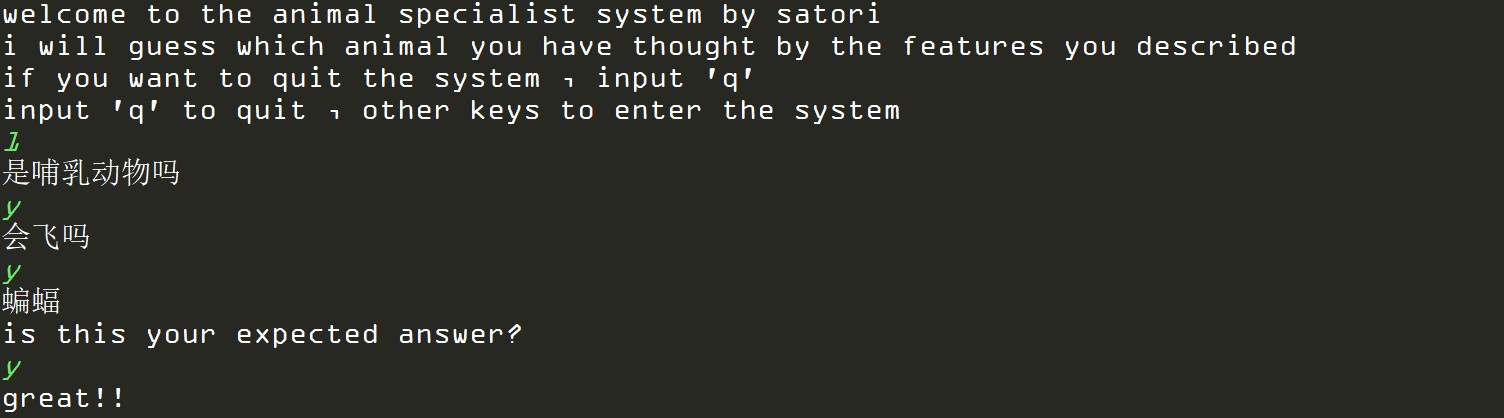 welcome to the animal specialist system by satori
i will guess which animal you have thought by the features you described
if you want to quit the system , input 'q'
input 'q' to quit , other keys to enter the system
l
是哺乳动物吗
y
会飞吗
y
蝙蝠
is this your expected answer?
y
great!!